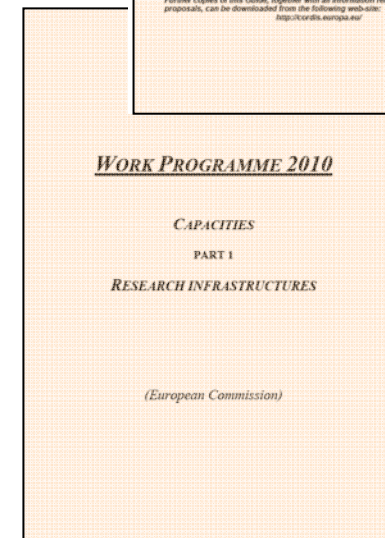 Further copies of this Guide, together with all information
proposals, can be downloaded from the following web-site:
http://cordis.europa.eu/
WORK PROGRAMME 2010
CAPACITIES
PART 1
RESEARCH INFRASTRUCTURES
(European Commission)